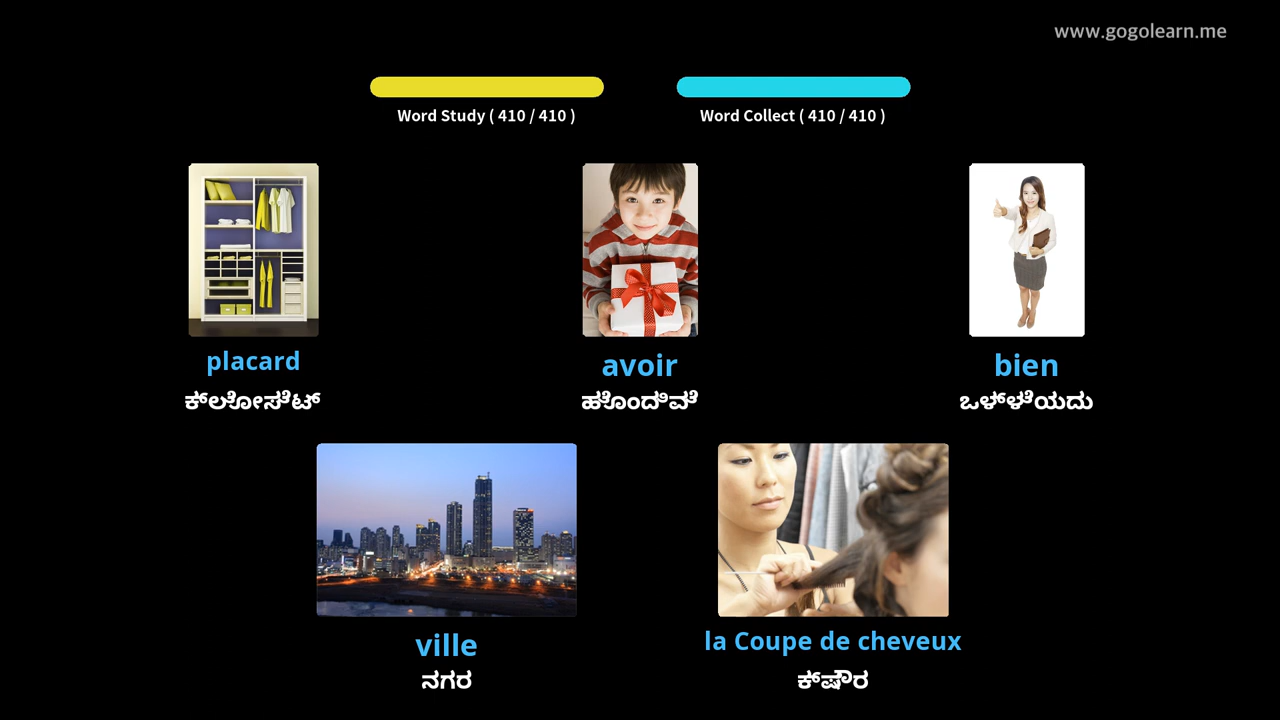 www.gogolearn.me
Word Study ( 410 / 410 )
Word Collect ( 410 / 410 )
placard
avoir
bien
ಕ್ಲೋಸೆಟ್
ಹೊಂದಿವೆ
ಒಳ್ಳೆಯದು
ville
la Coupe de cheveux
ನಗರ
ಕ್ಷೌರ